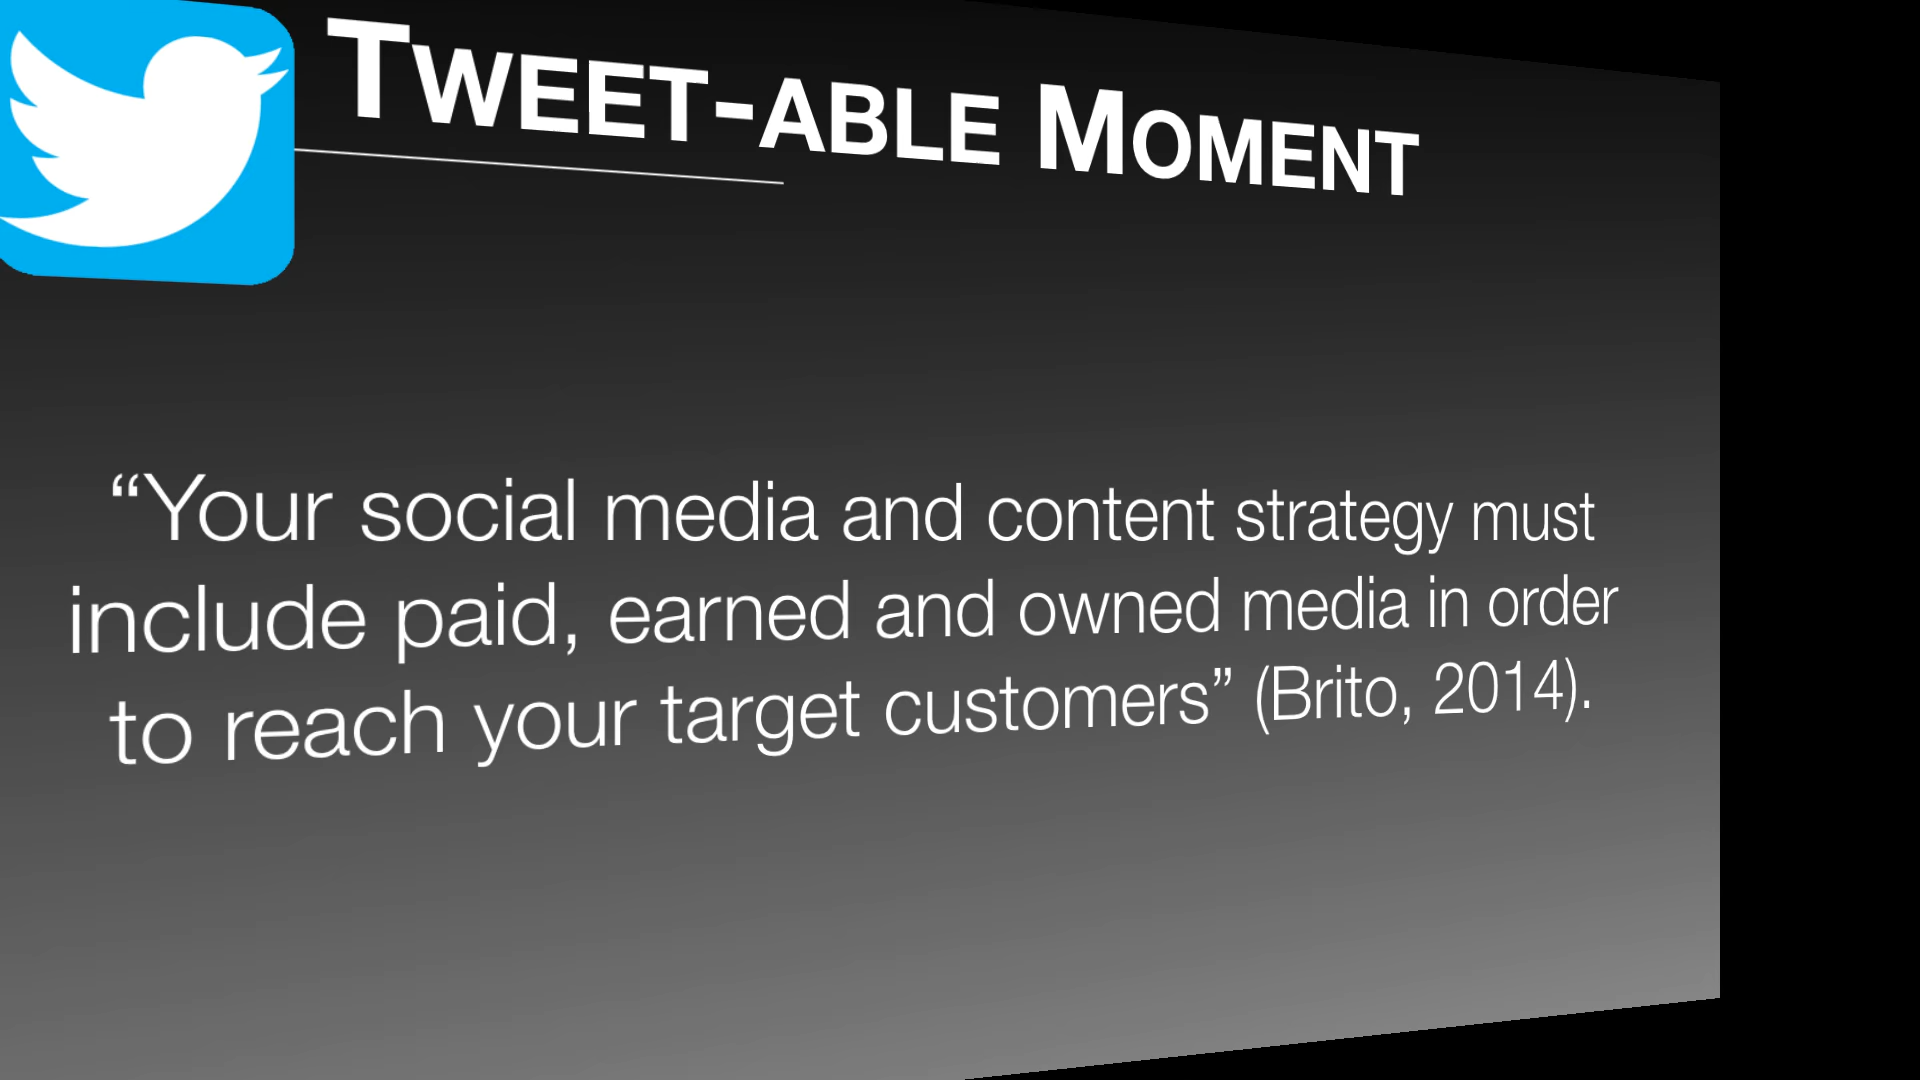 TWEET-ABLE MOMENT
“Your social media and content strategy must
include paid, earned and owned media in order
to reach your target customers” (Brito, 2014).